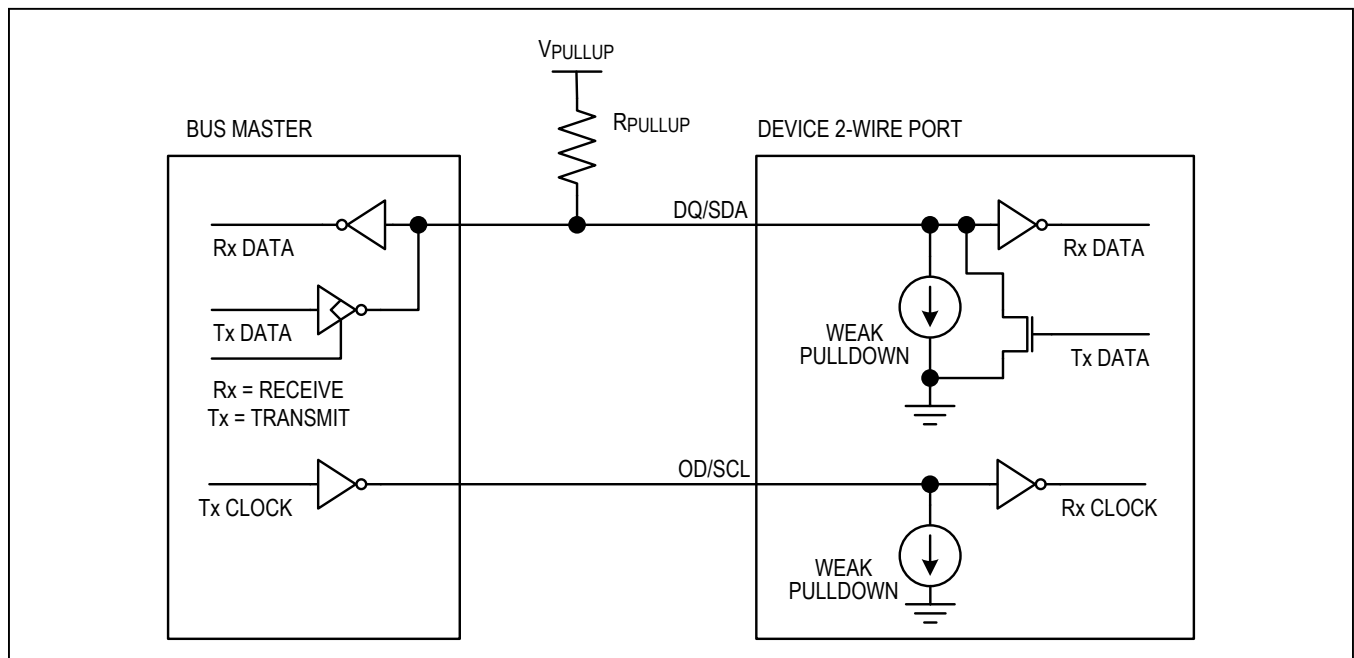 VPULLUP
RPULLUP
BUS MASTER
DEVICE 2-WIRE PORT
DQ/SDA
Rx DATA
Rx DATA
Tx DATA
WEAK
PULLDOWN
Tx DATA
Rx = RECEIVE
Tx = TRANSMIT
OD/SCL
Tx CLOCK
Rx CLOCK
WEAK
PULLDOWN